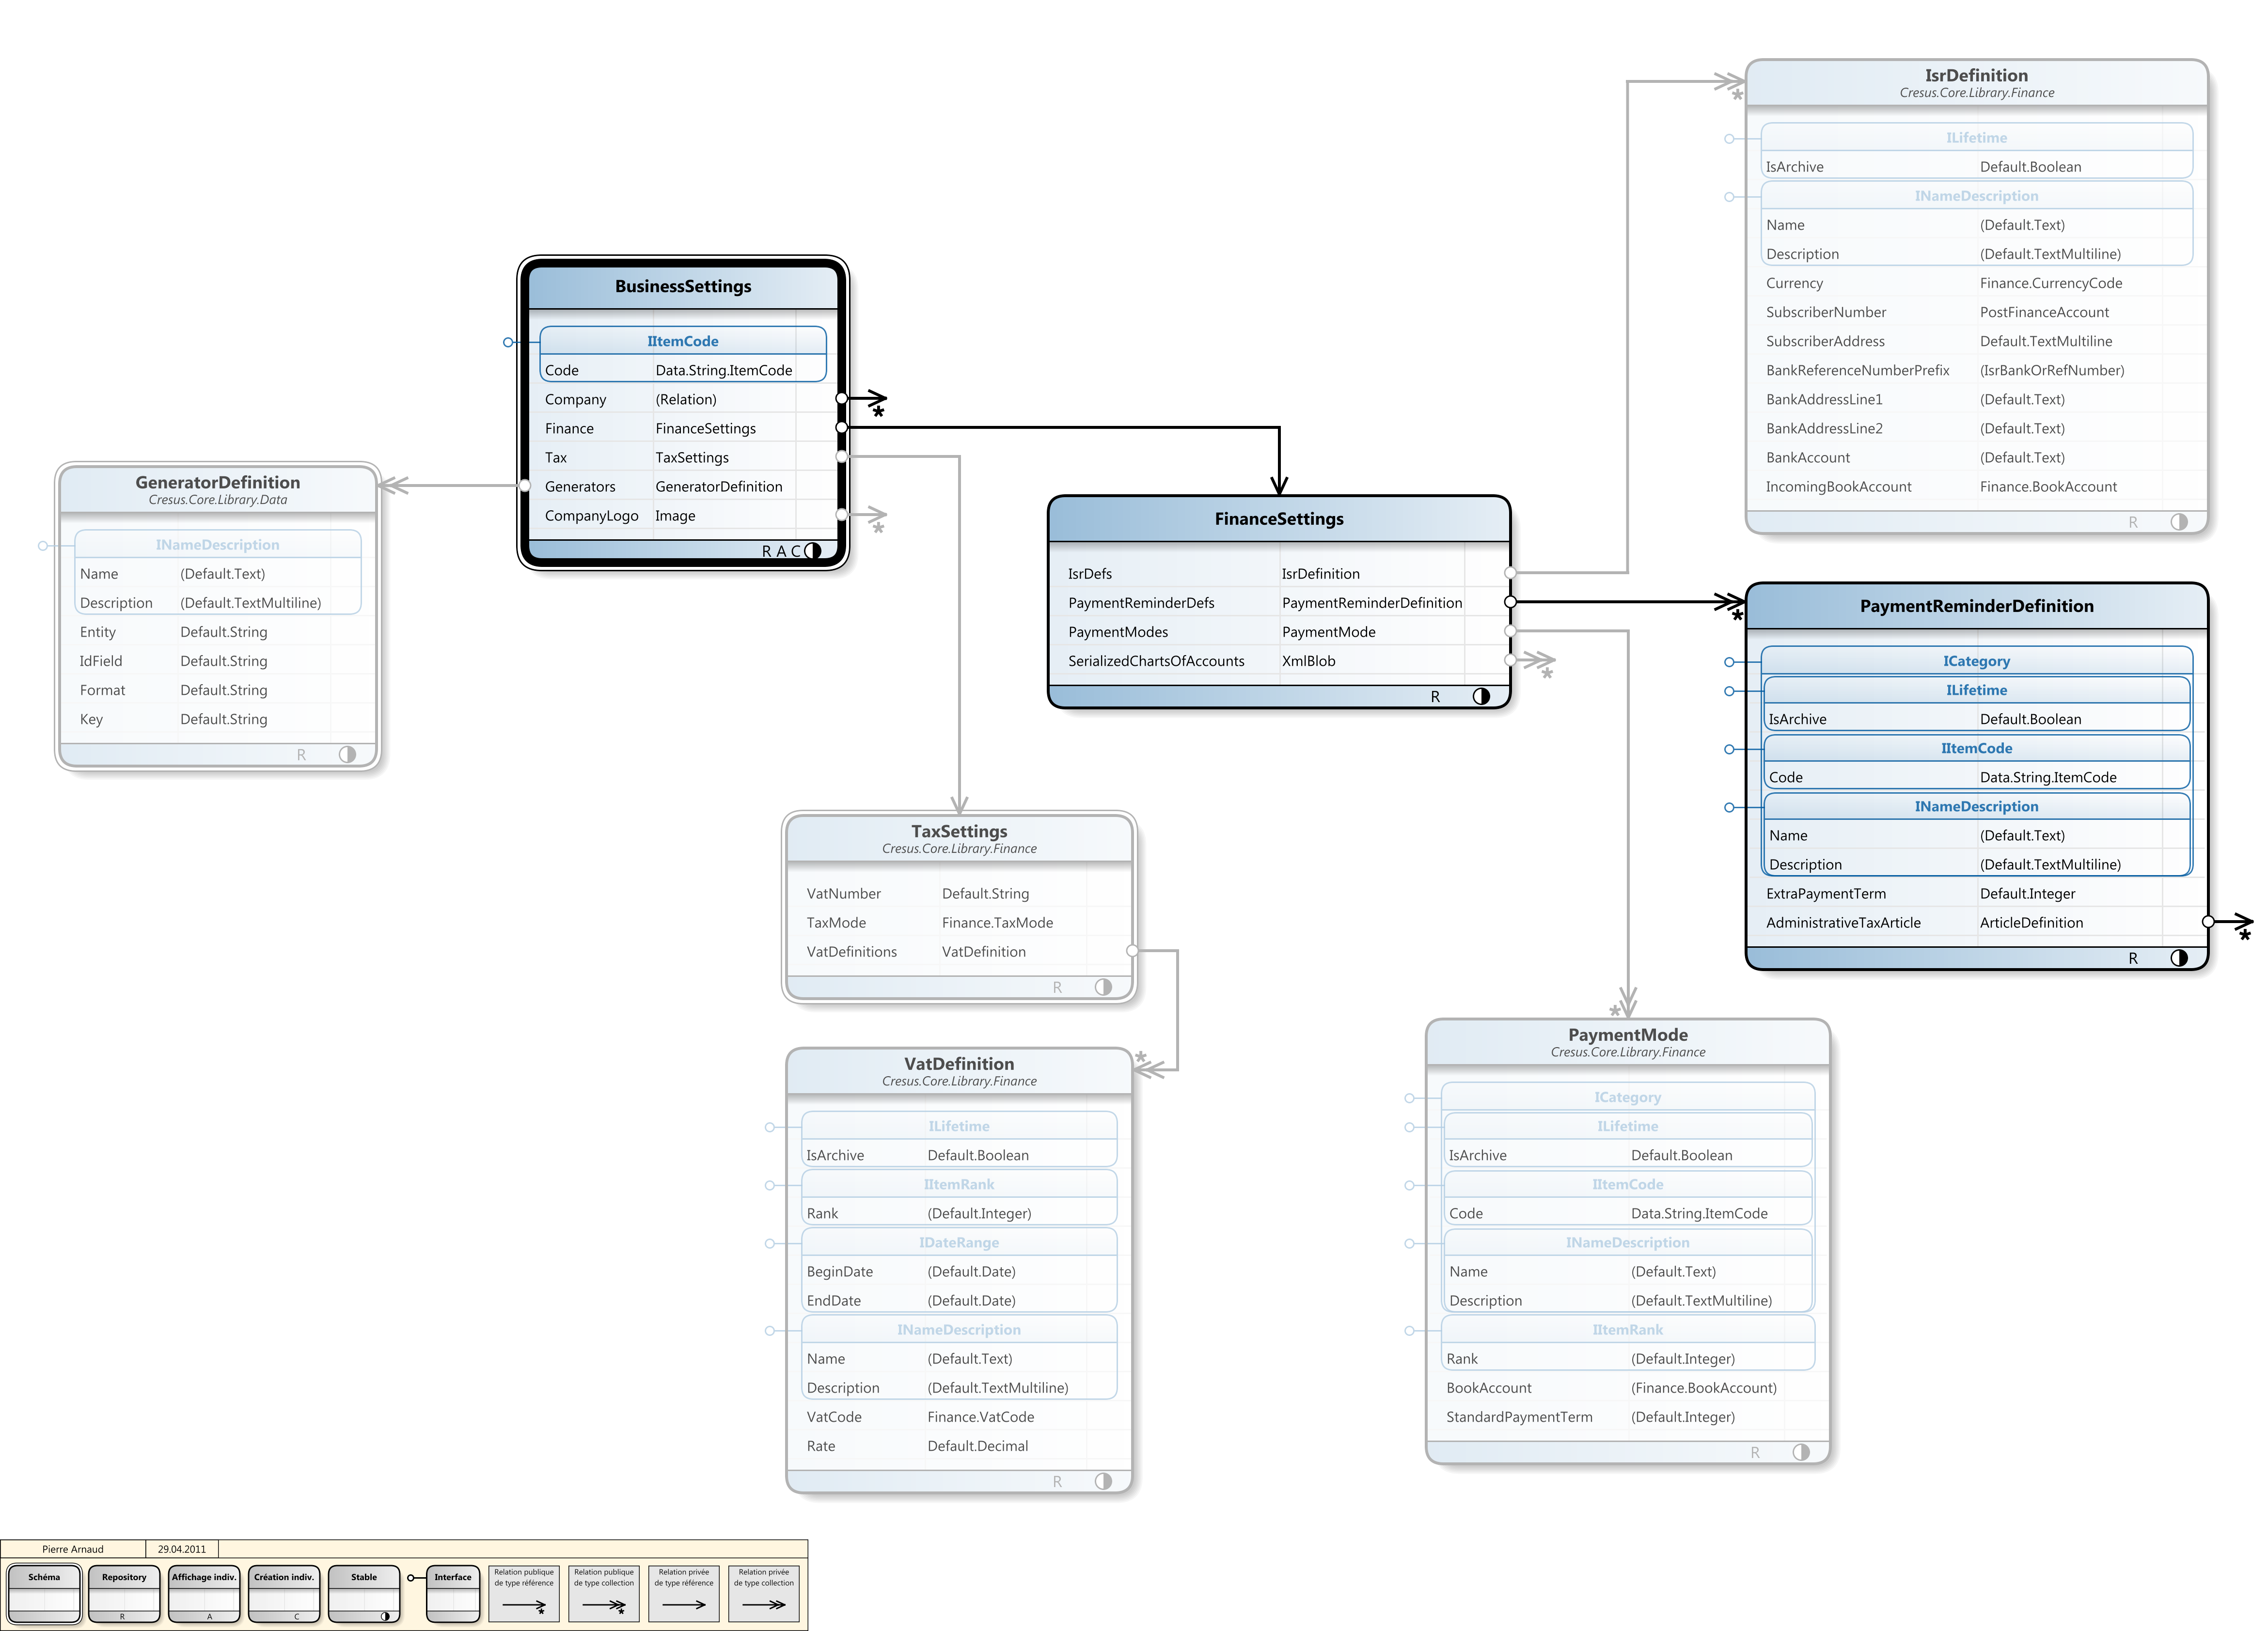 BusinessSettings
IItemCode
Code Data.String.ItemCode
Company (Relation)
Finance FinanceSettings
Tax TaxSettings
Generators GeneratorDefinition
CompanyLogo Image
R A C
*
*
GeneratorDefinition
Cresus.Core.Library.Data
INameDescription
Name (Default.Text)
Description (Default.TextMultiline)
Entity Default.String
IdField Default.String
Format Default.String
Key Default.String
R
FinanceSettings
IsrDefs IsrDefinition
PaymentReminderDefs PaymentReminderDefinition
PaymentModes PaymentMode
SerializedChartsOfAccounts XmlBlob
R
*
*
IsrDefinition
Cresus.Core.Library.Finance
ILifetime
IsArchive Default.Boolean
INameDescription
Name (Default.Text)
Description (Default.TextMultiline)
Currency Finance.CurrencyCode
SubscriberNumber PostFinanceAccount
SubscriberAddress Default.TextMultiline
BankReferenceNumberPrefix (IsrBankOrRefNumber)
BankAddressLine1 (Default.Text)
BankAddressLine2 (Default.Text)
BankAccount (Default.Text)
IncomingBookAccount Finance.BookAccount
R
*
PaymentReminderDefinition
ICategory
ILifetime
IsArchive Default.Boolean
IItemCode
Code Data.String.ItemCode
INameDescription
Name (Default.Text)
Description (Default.TextMultiline)
ExtraPaymentTerm Default.Integer
AdministrativeTaxArticle ArticleDefinition
*
R
TaxSettings
Cresus.Core.Library.Finance
VatNumber Default.String
TaxMode Finance.TaxMode
VatDefinitions VatDefinition
R
*
VatDefinition
Cresus.Core.Library.Finance
ILifetime
IsArchive Default.Boolean
IItemRank
Rank (Default.Integer)
IDateRange
BeginDate (Default.Date)
EndDate (Default.Date)
INameDescription
Name (Default.Text)
Description (Default.TextMultiline)
VatCode Finance.VatCode
Rate Default.Decimal
R
*
PaymentMode
Cresus.Core.Library.Finance
ICategory
ILifetime
IsArchive Default.Boolean
IItemCode
Code Data.String.ItemCode
INameDescription
Name (Default.Text)
Description (Default.TextMultiline)
IItemRank
Rank (Default.Integer)
BookAccount (Finance.BookAccount)
StandardPaymentTerm (Default.Integer)
R
Pierre Arnaud 29.04.2011
Schéma
Repository
R
Affichage indiv.
A
Création indiv.
C
Stable
Interface
Relation publique
de type référence
*
Relation publique
de type collection
*
Relation privée
de type référence
Relation privée
de type collection